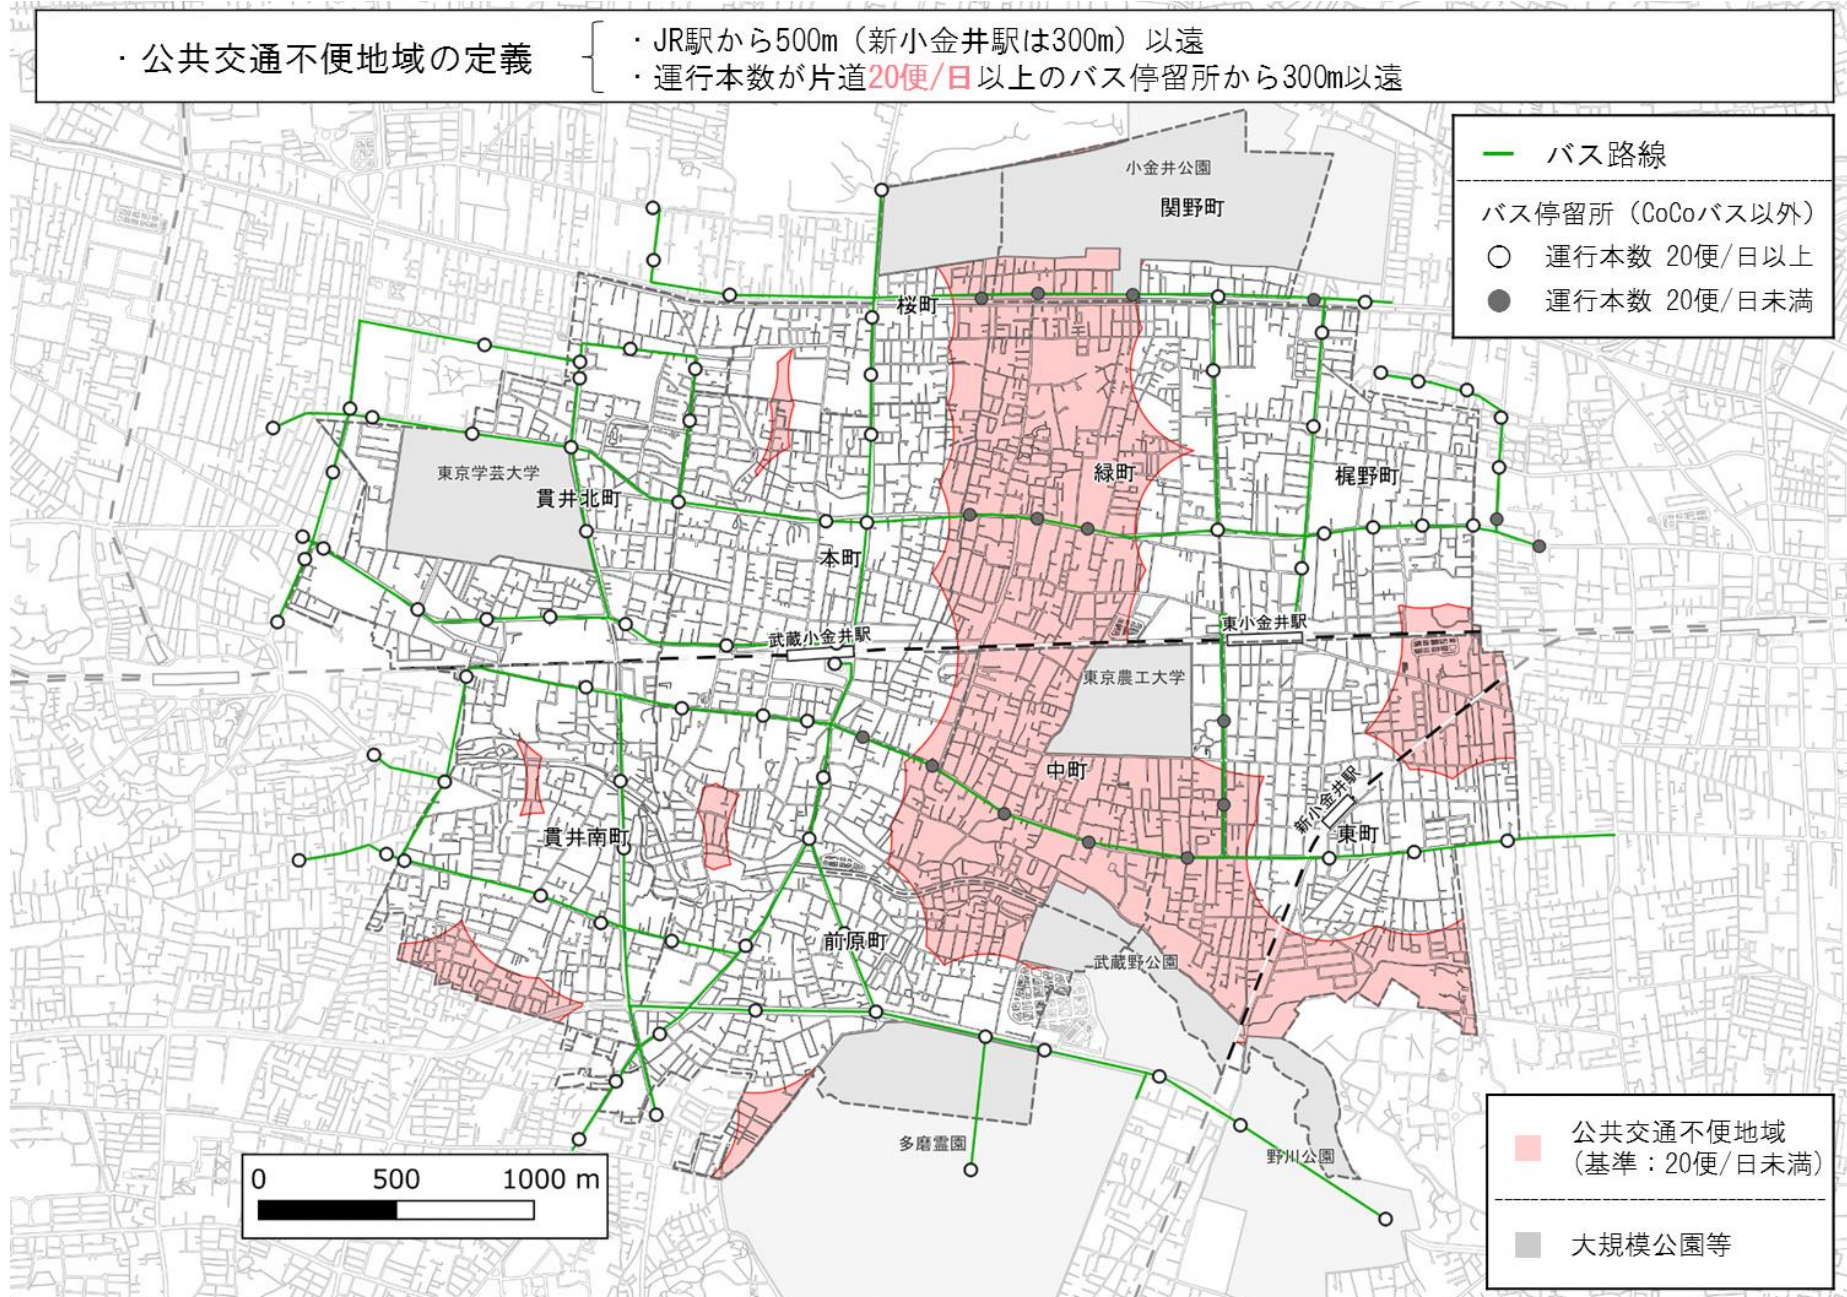 ・公共交通不便地域の定義
・JR駅から500m（新小金井駅は300m）以遠
・運行本数が片道20便/日以上のバス停留所から300m以遠
バス路線
バス停留所（CoCoバス以外）
運行本数 20便/日以上
運行本数 20便/日未満
小金井公園
関野町
桜町
東京学芸大学
貫井北町
緑町
梶野町
本町
武蔵小金井駅
東小金井駅
東京農工大学
中町
新小金井駅
東町
貫井南町
前原町
武蔵野公園
多磨霊園
野川公園
0 500 1000 m
公共交通不便地域
（基準：20便/日未満）
大規模公園等